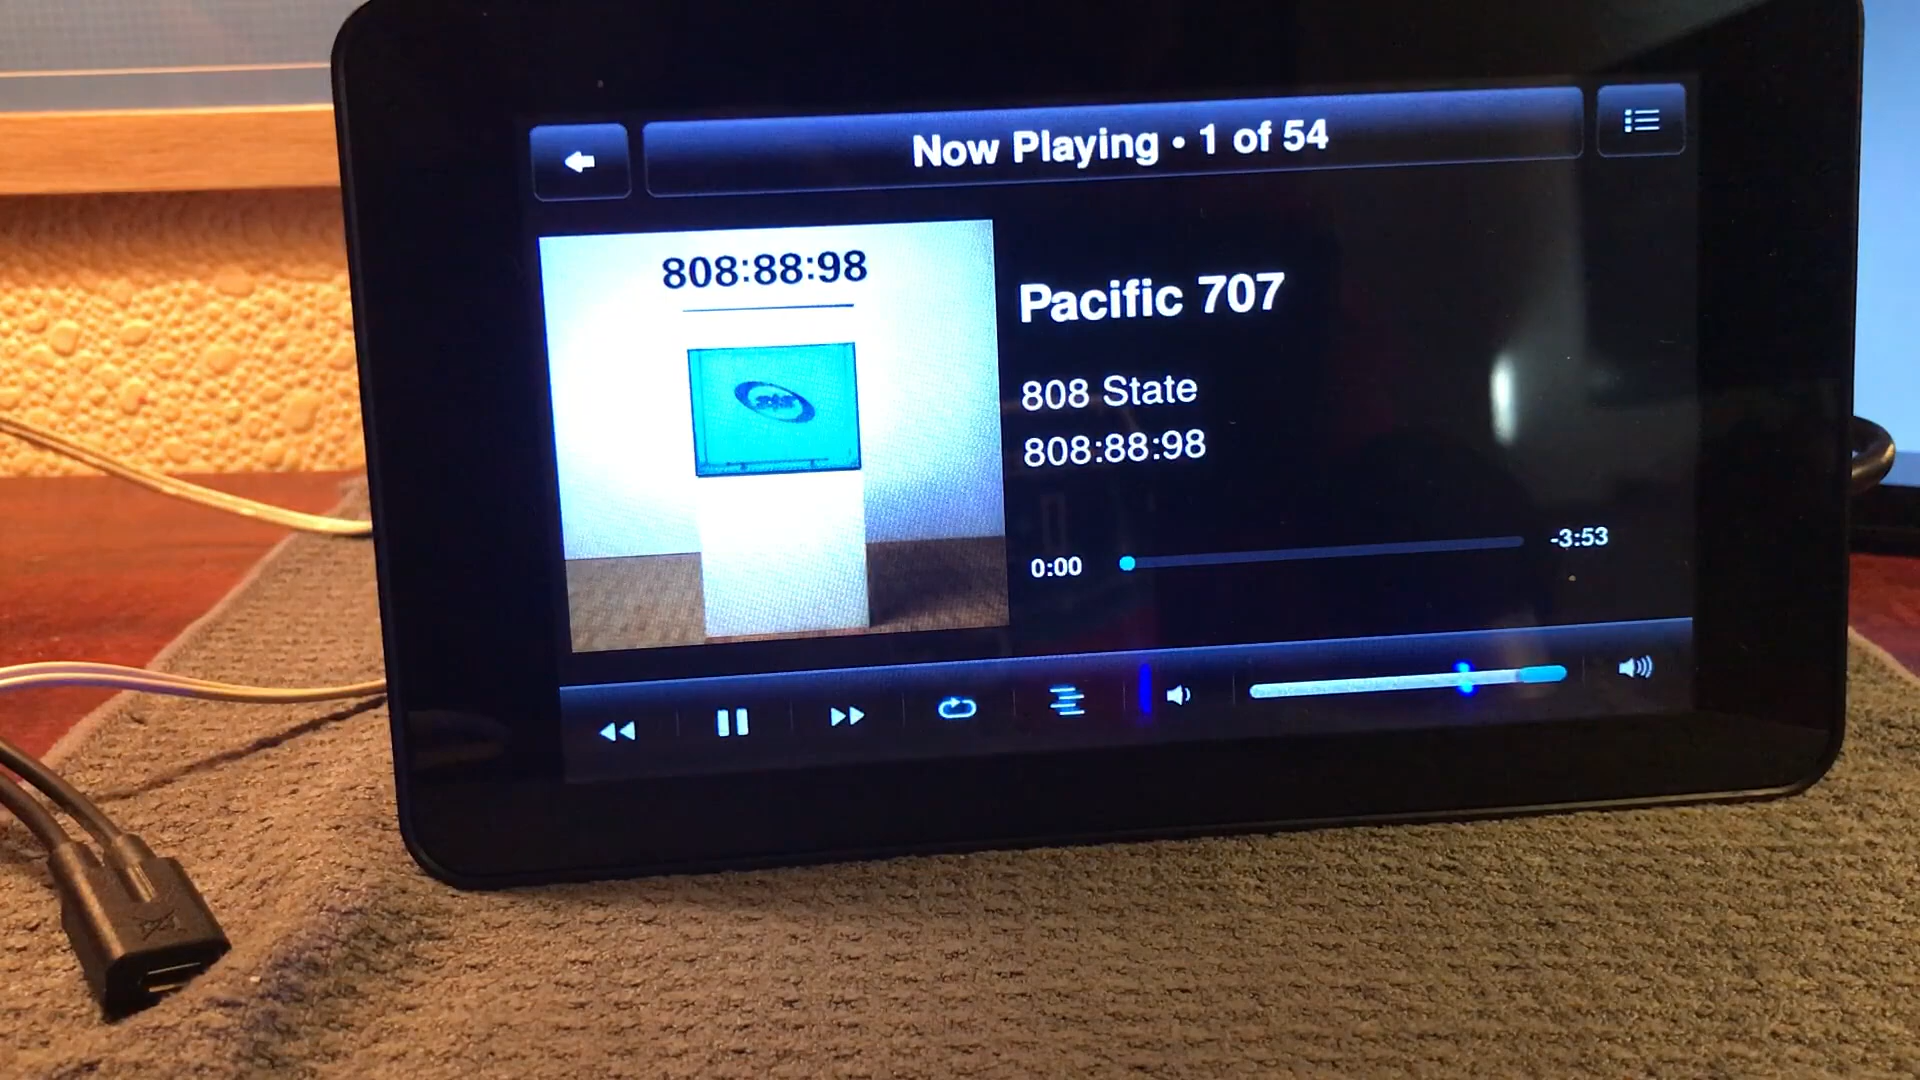 Now Playing • 1 of 54
808:88:98
Pacific 707
808 State
808:88:98
0:00
-3:53